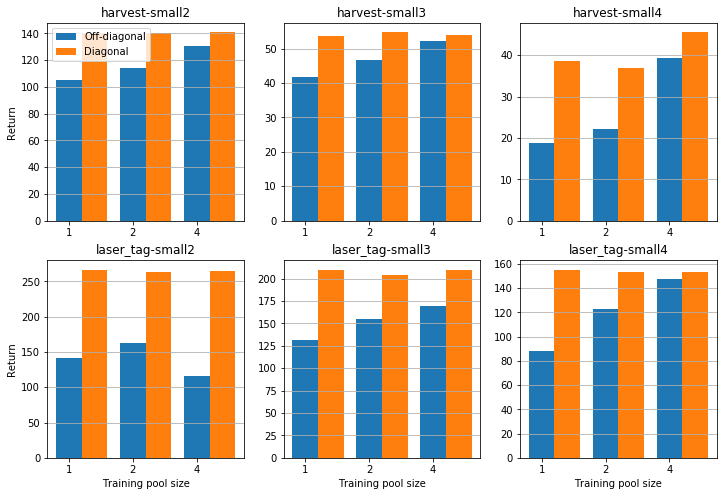 harvest-small2
harvest-small3
harvest-small4
Off-diagonal
Diagonal
Return
140
120
100
80
60
40
20
0
1 2 4
50
40
30
20
10
0
1 2 4
40
30
20
10
0
1 2 4
laser_tag-small2
laser_tag-small3
laser_tag-small4
Return
250
200
150
100
50
0
1 2 4
Training pool size
200
175
150
125
100
75
50
25
0
1 2 4
Training pool size
160
140
120
100
80
60
40
20
0
1 2 4
Training pool size